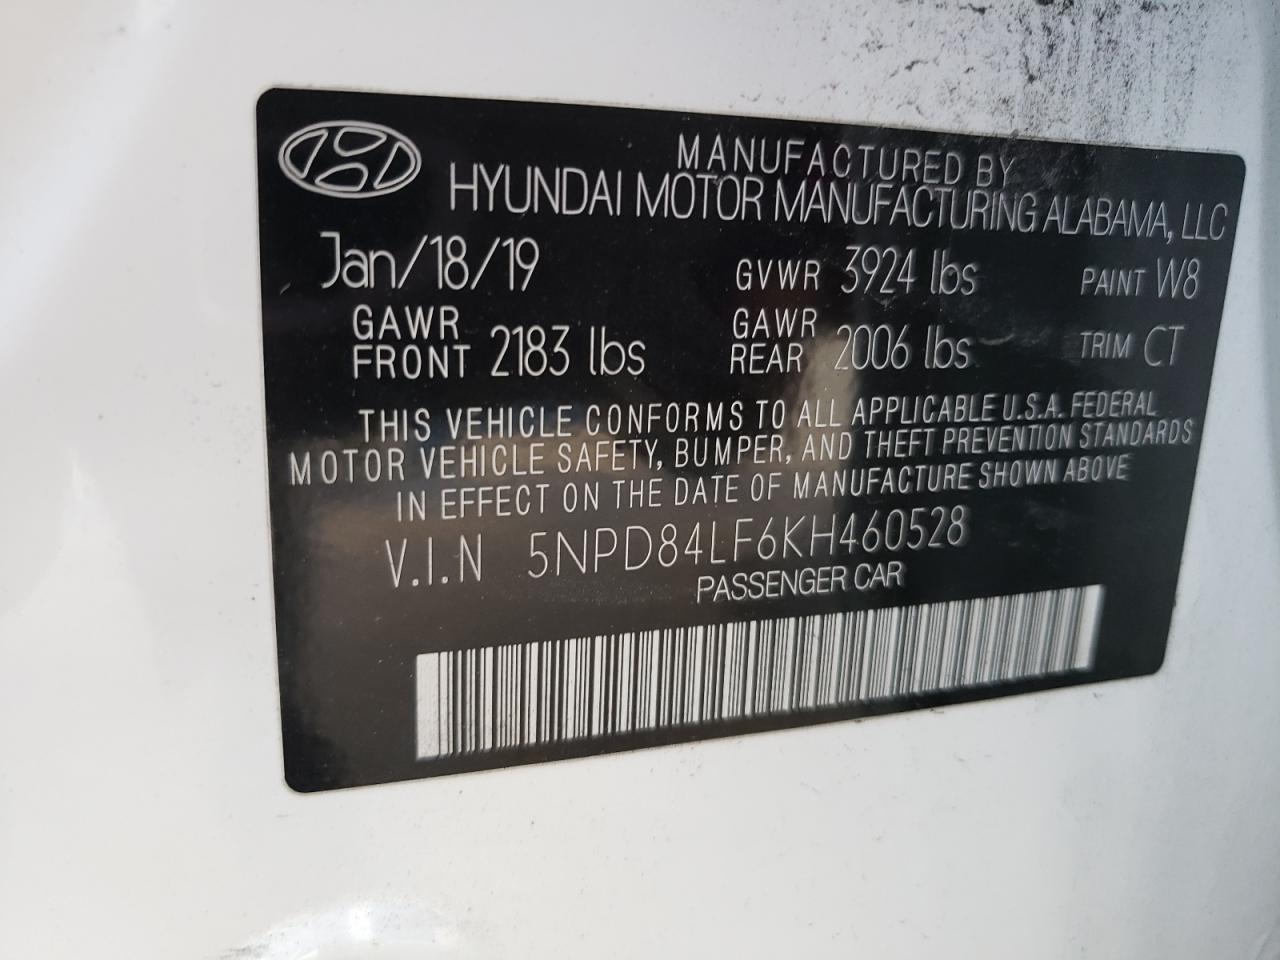 MANUFACTURED BY
HYUNDAI MOTOR MANUFACTURING ALABAMA, LLC
Jan/18/19 GVWR 3924 lbs PAINT W8
GAWR FRONT 2183 lbs GAWR REAR 2006 lbs TRIM CT
THIS VEHICLE CONFORMS TO ALL APPLICABLE U.S.A. FEDERAL
MOTOR VEHICLE SAFETY, BUMPER, AND THEFT PREVENTION STANDARDS
IN EFFECT ON THE DATE OF MANUFACTURE SHOWN ABOVE
V.I.N 5NPD84LF6KH460528
PASSENGER CAR